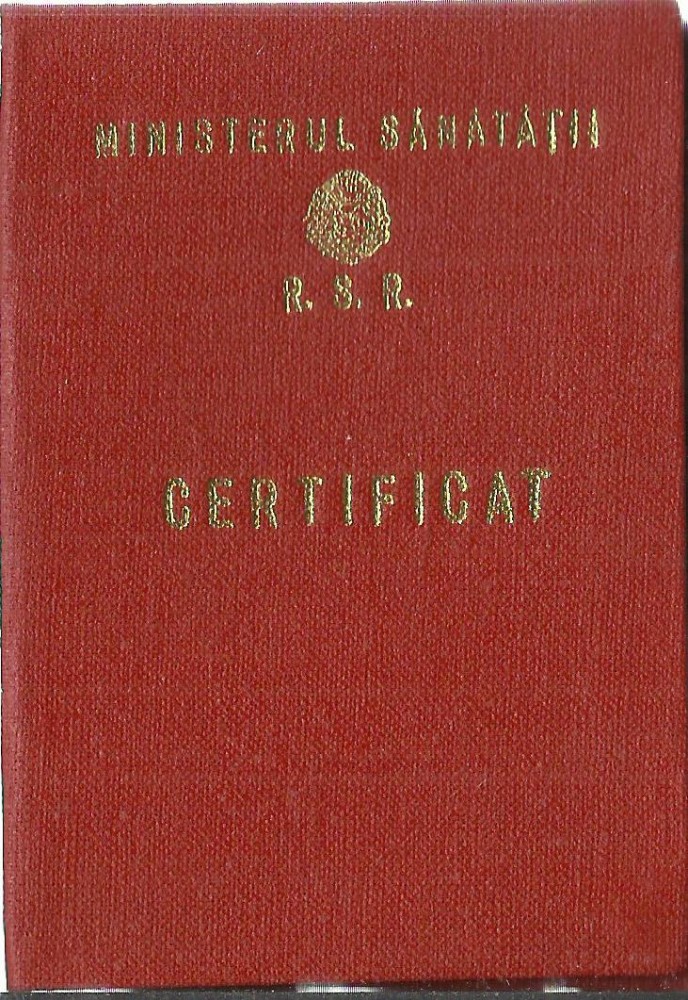 MINISTERUL SĂNĂTĂȚII
R. S. R.
CERTIFICAT